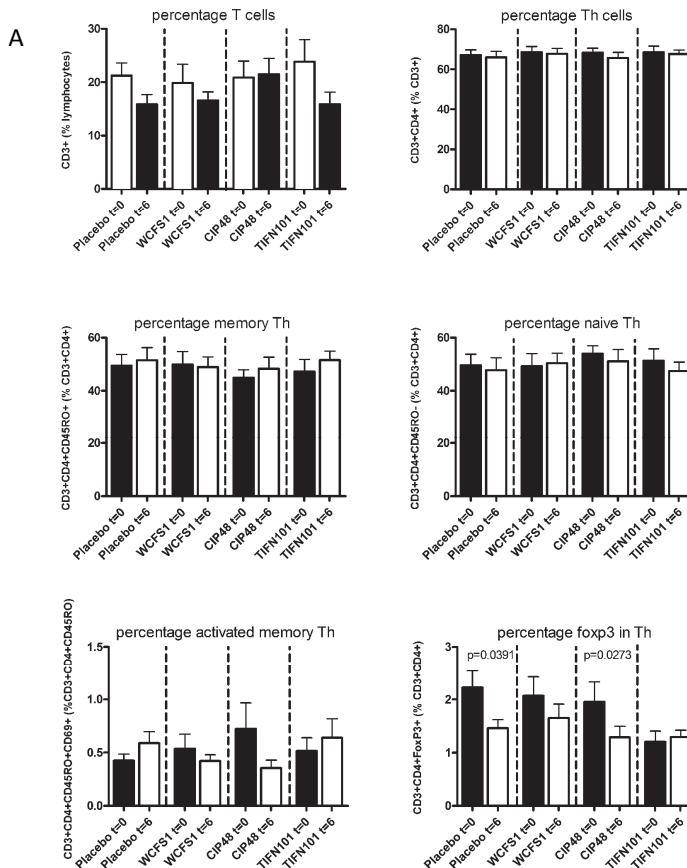 A
percentage T cells
CD3+ (% lymphocytes)
30
20
10
0
Placebo t=0
Placebo t=6
WCFS1 t=0
WCFS1 t=6
CIP48 t=0
CIP48 t=6
TIFN101 t=0
TIFN101 t=6
percentage Th cells
CD3+CD4+ (% CD3+)
80
60
40
20
0
Placebo t=0
Placebo t=6
WCFS1 t=0
WCFS1 t=6
CIP48 t=0
CIP48 t=6
TIFN101 t=0
TIFN101 t=6
percentage memory Th
CD3+CD4+CD45RO+ (% CD3+CD4+)
60
40
20
0
Placebo t=0
Placebo t=6
WCFS1 t=0
WCFS1 t=6
CIP48 t=0
CIP48 t=6
TIFN101 t=0
TIFN101 t=6
percentage naive Th
CD3+CD4+CD45RO- (% CD3+CD4+)
60
40
20
0
Placebo t=0
Placebo t=6
WCFS1 t=0
WCFS1 t=6
CIP48 t=0
CIP48 t=6
TIFN101 t=0
TIFN101 t=6
percentage activated memory Th
CD3+CD4+CD45RO+CD69+ (%CD3+CD4+CD45RO)
1.5
1.0
0.5
0.0
Placebo t=0
Placebo t=6
WCFS1 t=0
WCFS1 t=6
CIP48 t=0
CIP48 t=6
TIFN101 t=0
TIFN101 t=6
percentage foxp3 in Th
CD3+CD4+FoxP3+ (% CD3+CD4+)
3
2
1
0
p=0.0391
p=0.0273
Placebo t=0
Placebo t=6
WCFS1 t=0
WCFS1 t=6
CIP48 t=0
CIP48 t=6
TIFN101 t=0
TIFN101 t=6